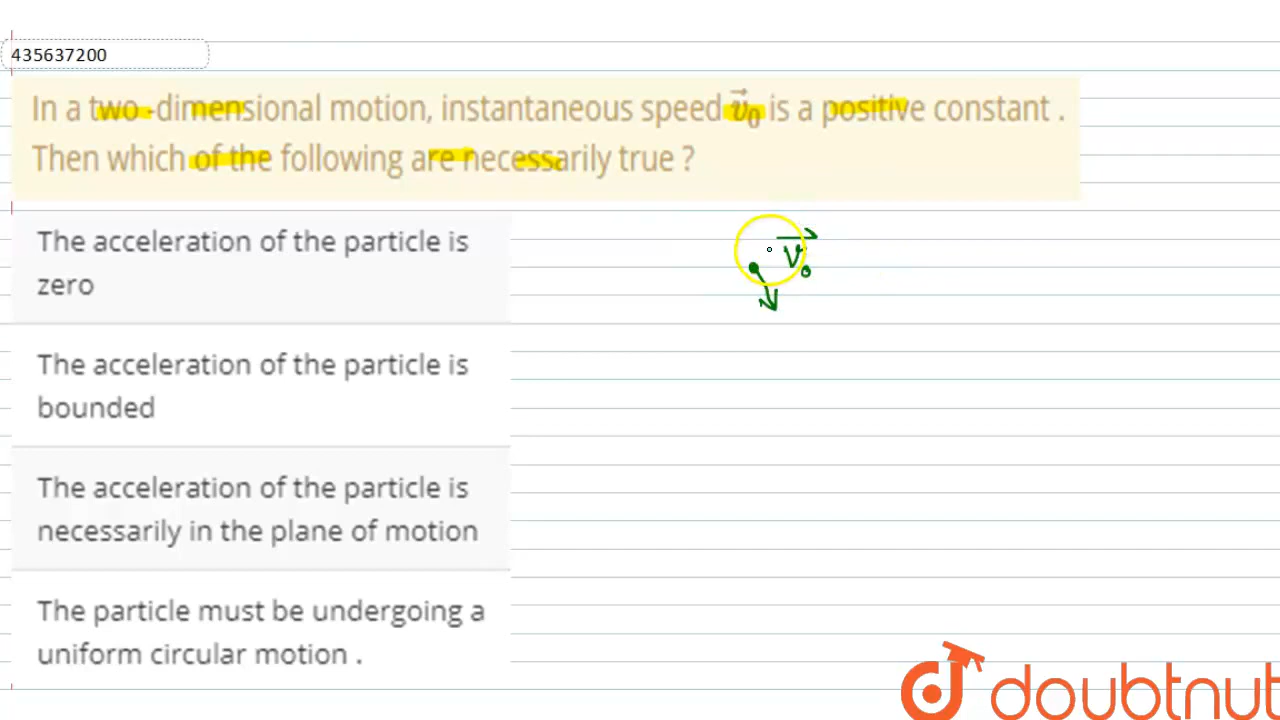 435637200
In a two -dimensional motion, instantaneous speed v⃗₀ is a positive constant .
Then which of the following are necessarily true ?
The acceleration of the particle is
zero
v⃗₀
The acceleration of the particle is
bounded
The acceleration of the particle is
necessarily in the plane of motion
The particle must be undergoing a
uniform circular motion .
doubtnut